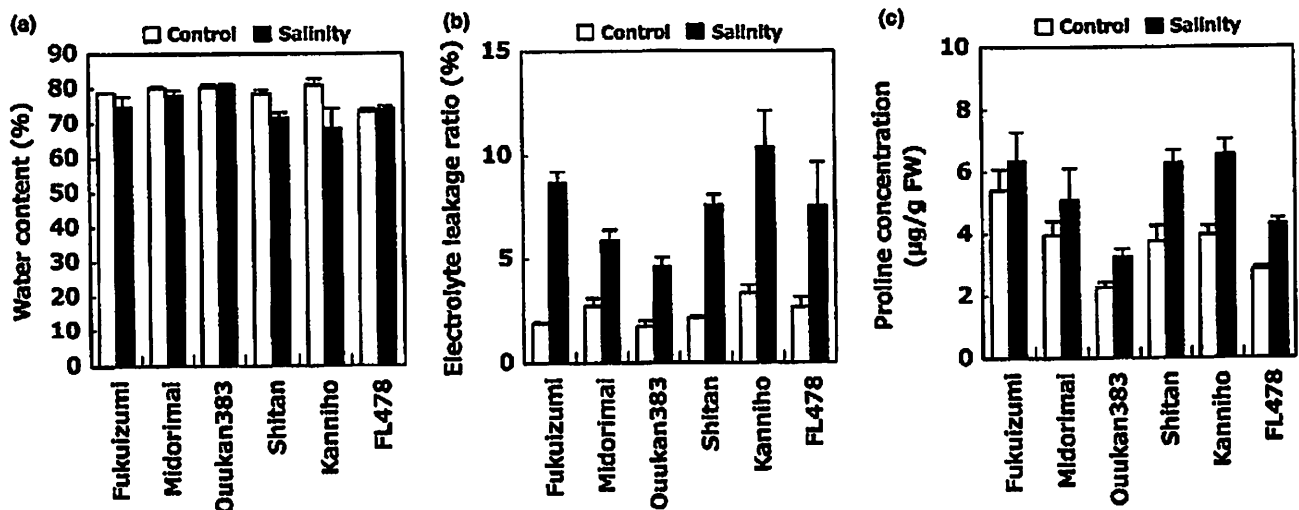 (a)
Control Salinity
Water content (%)
90
80
70
60
50
40
30
20
10
0
Fukuizumi
Midorimai
Ouukan383
Shitan
Kanniho
FL478
(b)
Control Salinity
Electrolyte leakage ratio (%)
15
10
5
0
Fukuizumi
Midorimai
Ouukan383
Shitan
Kanniho
FL478
(c)
Control Salinity
Proline concentration
(µg/g FW)
10
8
6
4
2
0
Fukuizumi
Midorimai
Ouukan383
Shitan
Kanniho
FL478